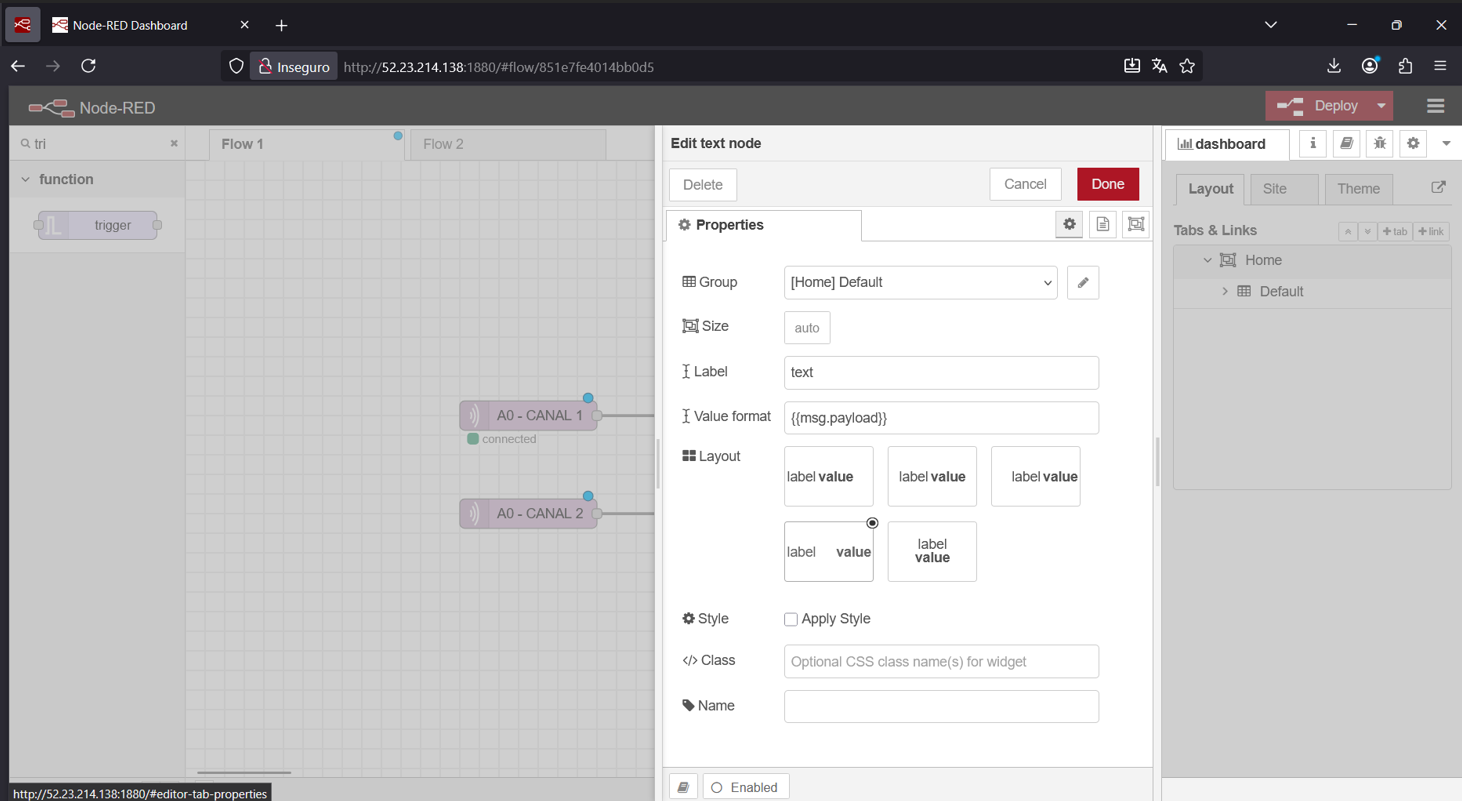 Node-RED Dashboard
Inseguro
http://52.23.214.138:1880/#flow/851e7fe4014bb0d5
Node-RED
Deploy
tri
function
trigger
Flow 1
Flow 2
A0 - CANAL 1
connected
A0 - CANAL 2
Edit text node
Delete
Cancel
Done
Properties
Group
[Home] Default
Size
auto
Label
text
Value format
{{msg.payload}}
Layout
label value
label value
label value
label value
label
value
Style
Apply Style
Class
Optional CSS class name(s) for widget
Name
Enabled
dashboard
Layout
Site
Theme
Tabs & Links
tab
link
Home
Default
http://52.23.214.138:1880/#editor-tab-properties